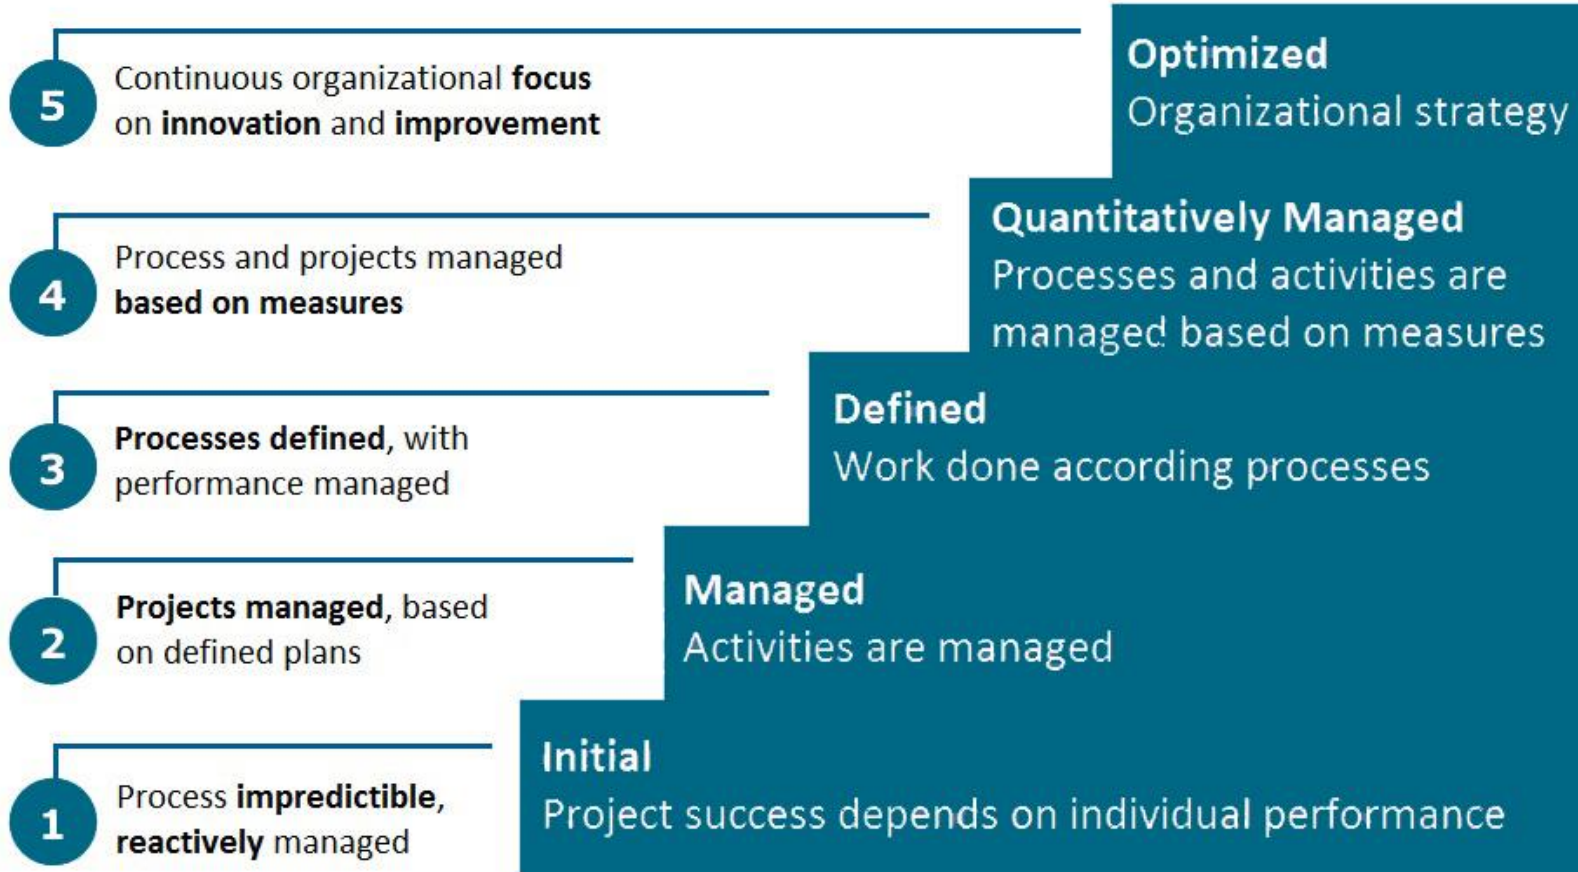 5
Continuous organizational focus
on innovation and improvement
Optimized
Organizational strategy
4
Process and projects managed
based on measures
Quantitatively Managed
Processes and activities are
managed based on measures
3
Processes defined, with
performance managed
Defined
Work done according processes
2
Projects managed, based
on defined plans
Managed
Activities are managed
1
Process impredictible,
reactively managed
Initial
Project success depends on individual performance